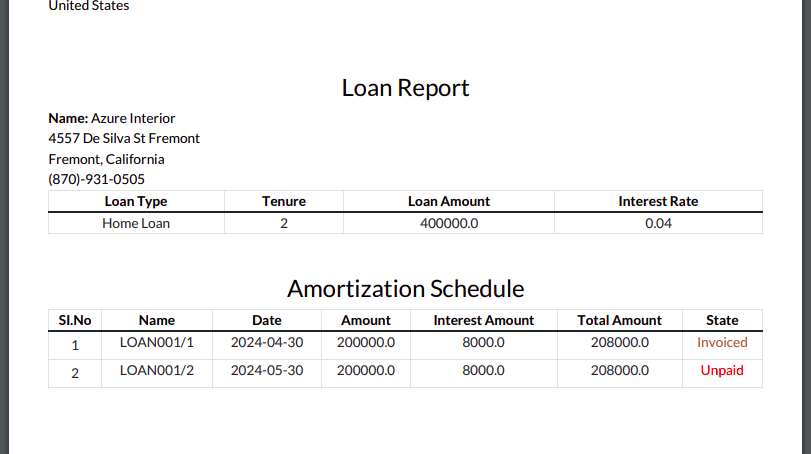 United States
Loan Report
Name: Azure Interior
4557 De Silva St Fremont
Fremont, California
(870)-931-0505
Loan Type Tenure Loan Amount Interest Rate
Home Loan 2 400000.0 0.04
Amortization Schedule
Sl.No Name Date Amount Interest Amount Total Amount State
1 LOAN001/1 2024-04-30 200000.0 8000.0 208000.0 Invoiced
2 LOAN001/2 2024-05-30 200000.0 8000.0 208000.0 Unpaid